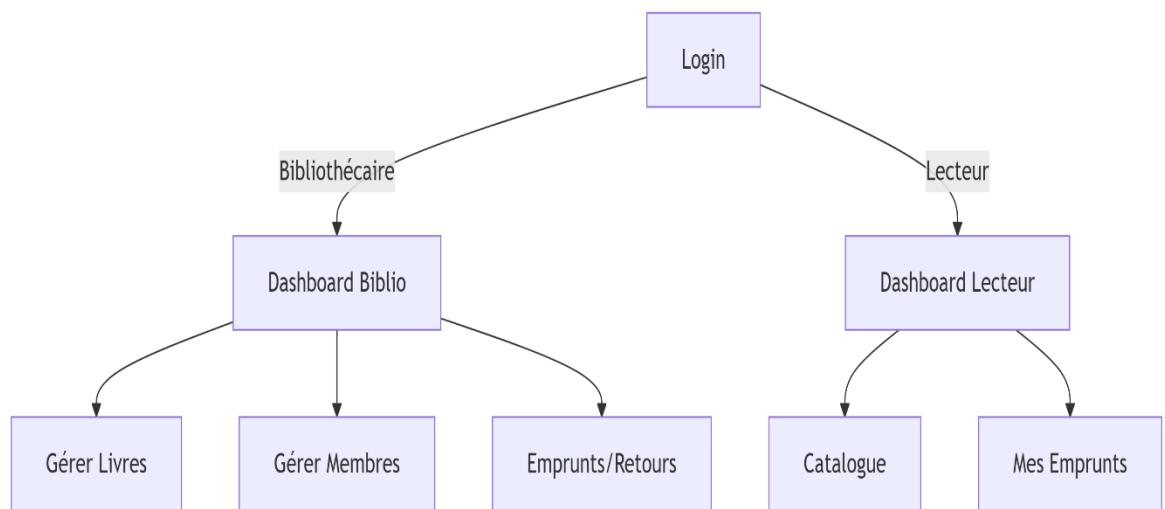 Login
Bibliothécaire
Lecteur
Dashboard Biblio
Dashboard Lecteur
Gérer Livres
Gérer Membres
Emprunts/Retours
Catalogue
Mes Emprunts